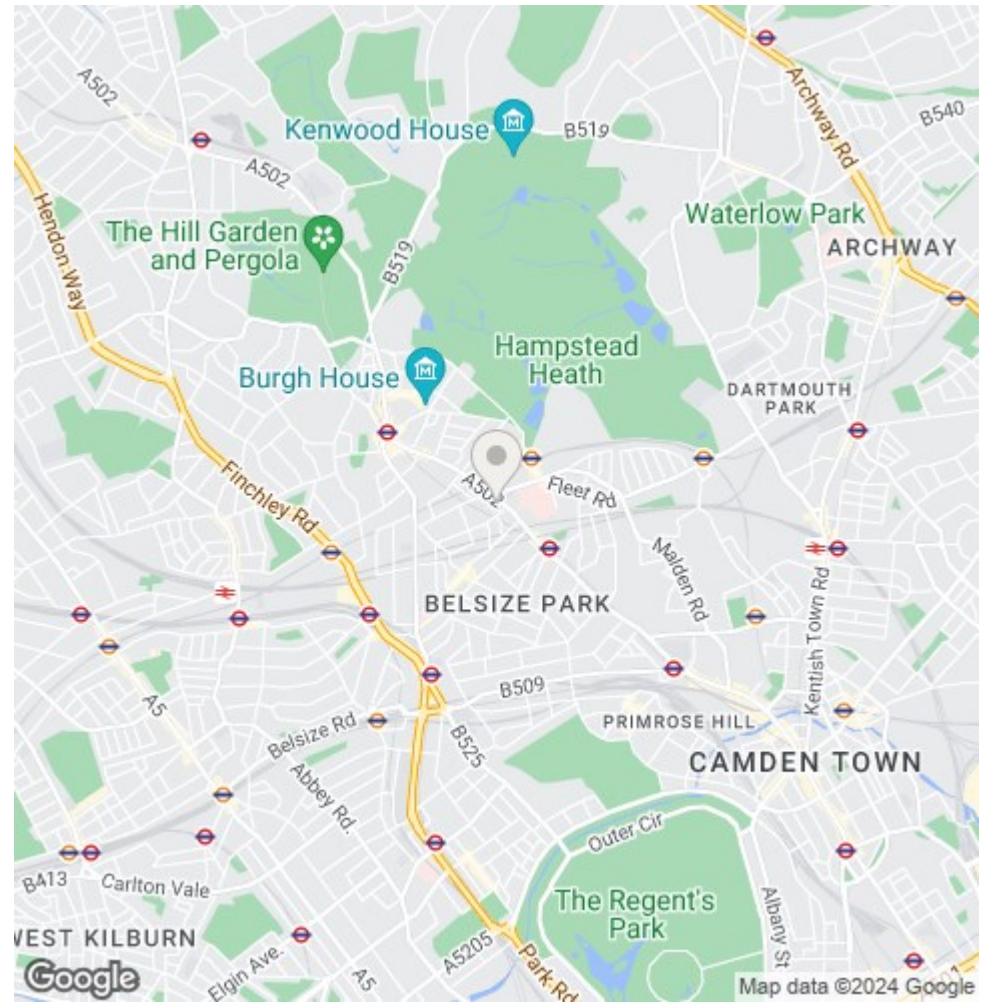 A502
Archway Rd
B540
Kenwood House
B519
A502
Hendon Way
The Hill Garden
and Pergola
B519
Waterlow Park
ARCHWAY
Hampstead
Heath
Burgh House
DARTMOUTH
PARK
A502
Fleet Rd
Finchley Rd
Malden Rd
BELSIZE PARK
Kentish Town Rd
A5
B509
PRIMROSE HILL
Belsize Rd
B525
CAMDEN TOWN
Abbey Rd.
Outer Cir
B413
Carlton Vale
The Regent's
Park
Albany St
WEST KILBURN
Elgin Ave.
A5
A5205
Park Rd
Google
Map data ©2024 Google